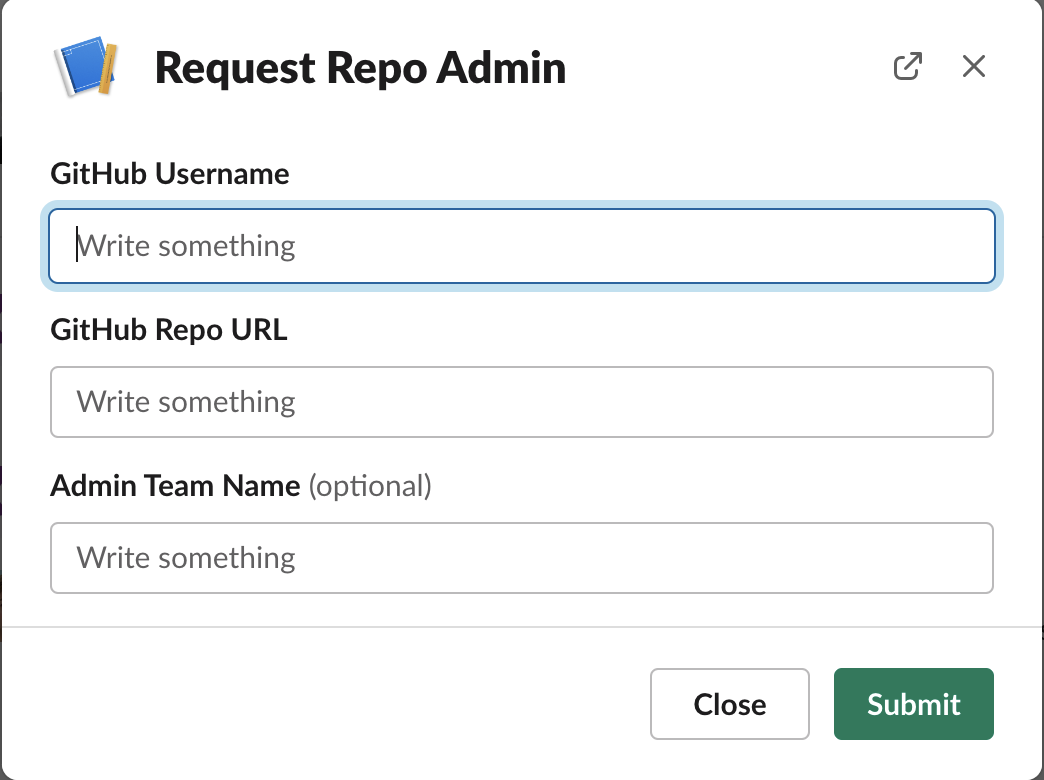 Request Repo Admin
GitHub Username
Write something
GitHub Repo URL
Write something
Admin Team Name (optional)
Write something
Close
Submit